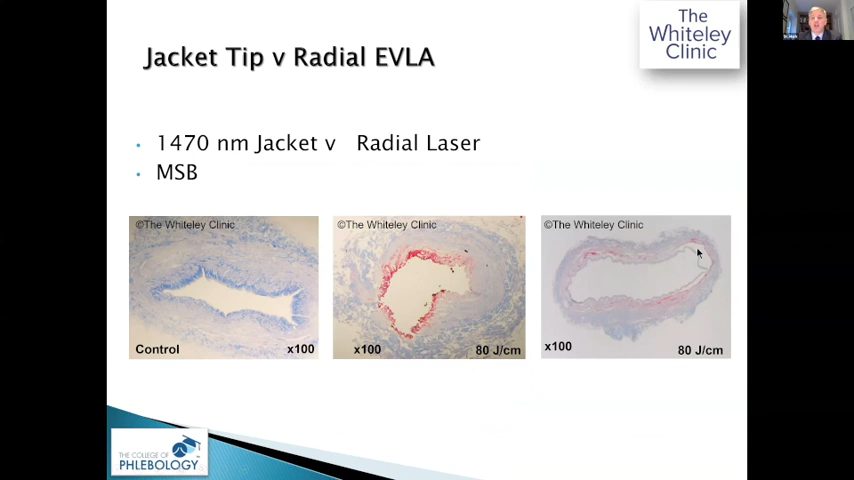 The
Whiteley
Clinic
Jacket Tip v Radial EVLA
• 1470 nm Jacket v Radial Laser
• MSB
©The Whiteley Clinic
Control x100
©The Whiteley Clinic
x100 80 J/cm
©The Whiteley Clinic
x100 80 J/cm
THE COLLEGE OF
PHLEBOLOGY